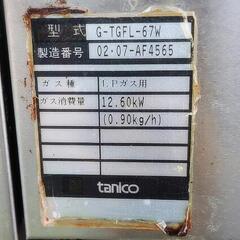 型式 G-TGFL-67W
製造番号 02·07-AF4565
ガス種 LPガス用
ガス消費量 12.60kW
(0.90kg/h)
tanico